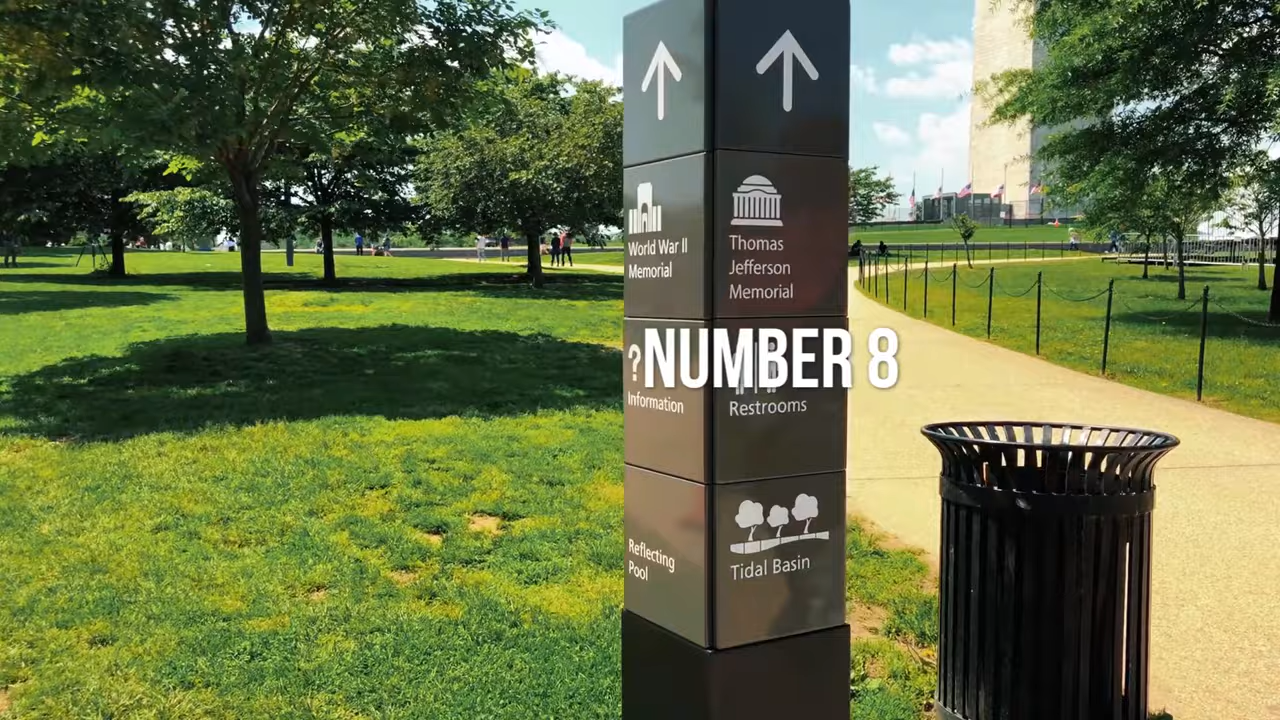 World War II
Memorial
Thomas
Jefferson
Memorial
NUMBER 8
?
Information
Restrooms
Reflecting
Pool
Tidal Basin